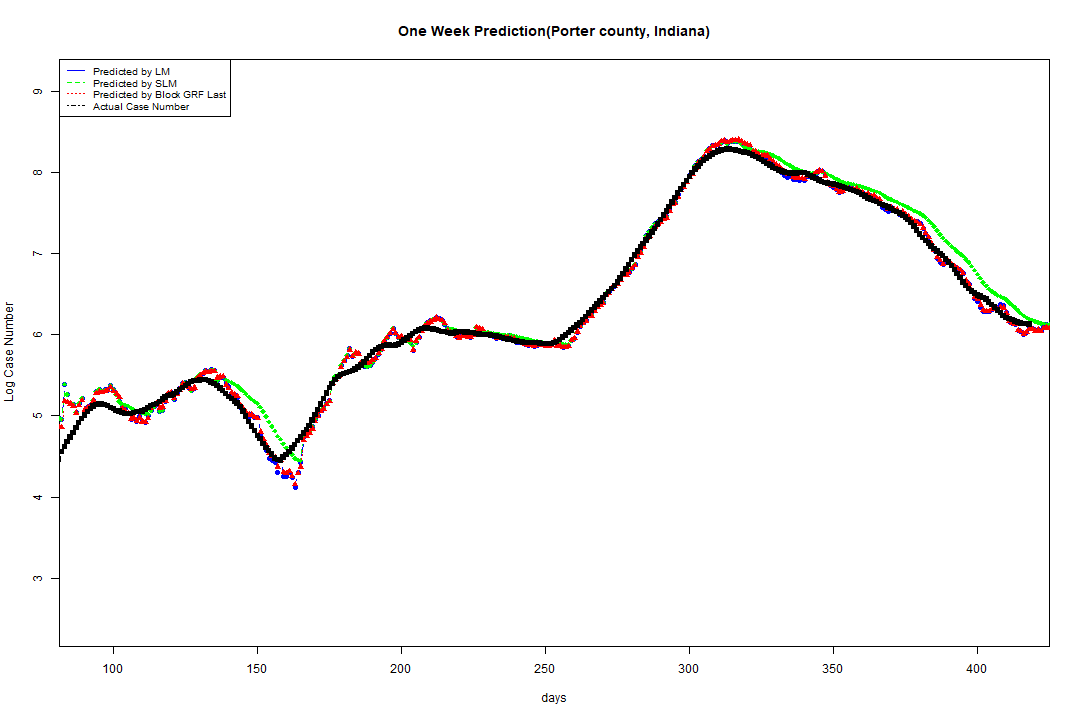 One Week Prediction(Porter county, Indiana)
Predicted by LM
Predicted by SLM
Predicted by Block GRF Last
Actual Case Number
9
8
7
6
5
4
3
Log Case Number
100 150 200 250 300 350 400
days